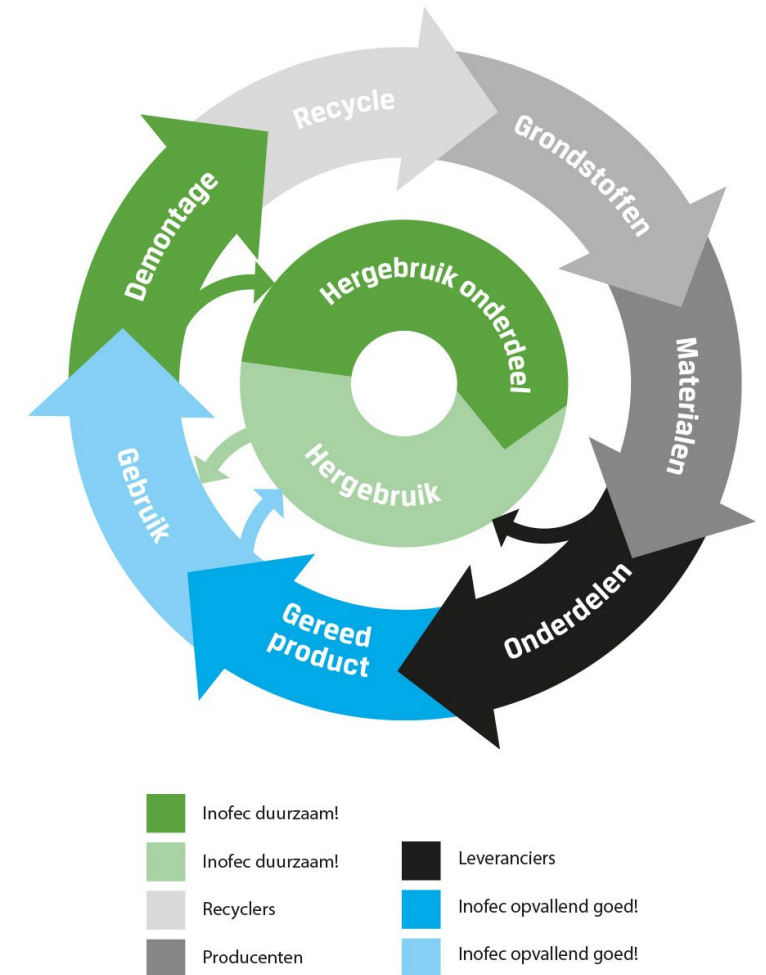 Recycle
Grondstoffen
Materialen
Onderdelen
Gereed
product
Gebruik
Demontage
Hergebruik onderdeel
Hergebruik
Inofec duurzaam!
Inofec duurzaam!
Recyclers
Producenten
Leveranciers
Inofec opvallend goed!
Inofec opvallend goed!